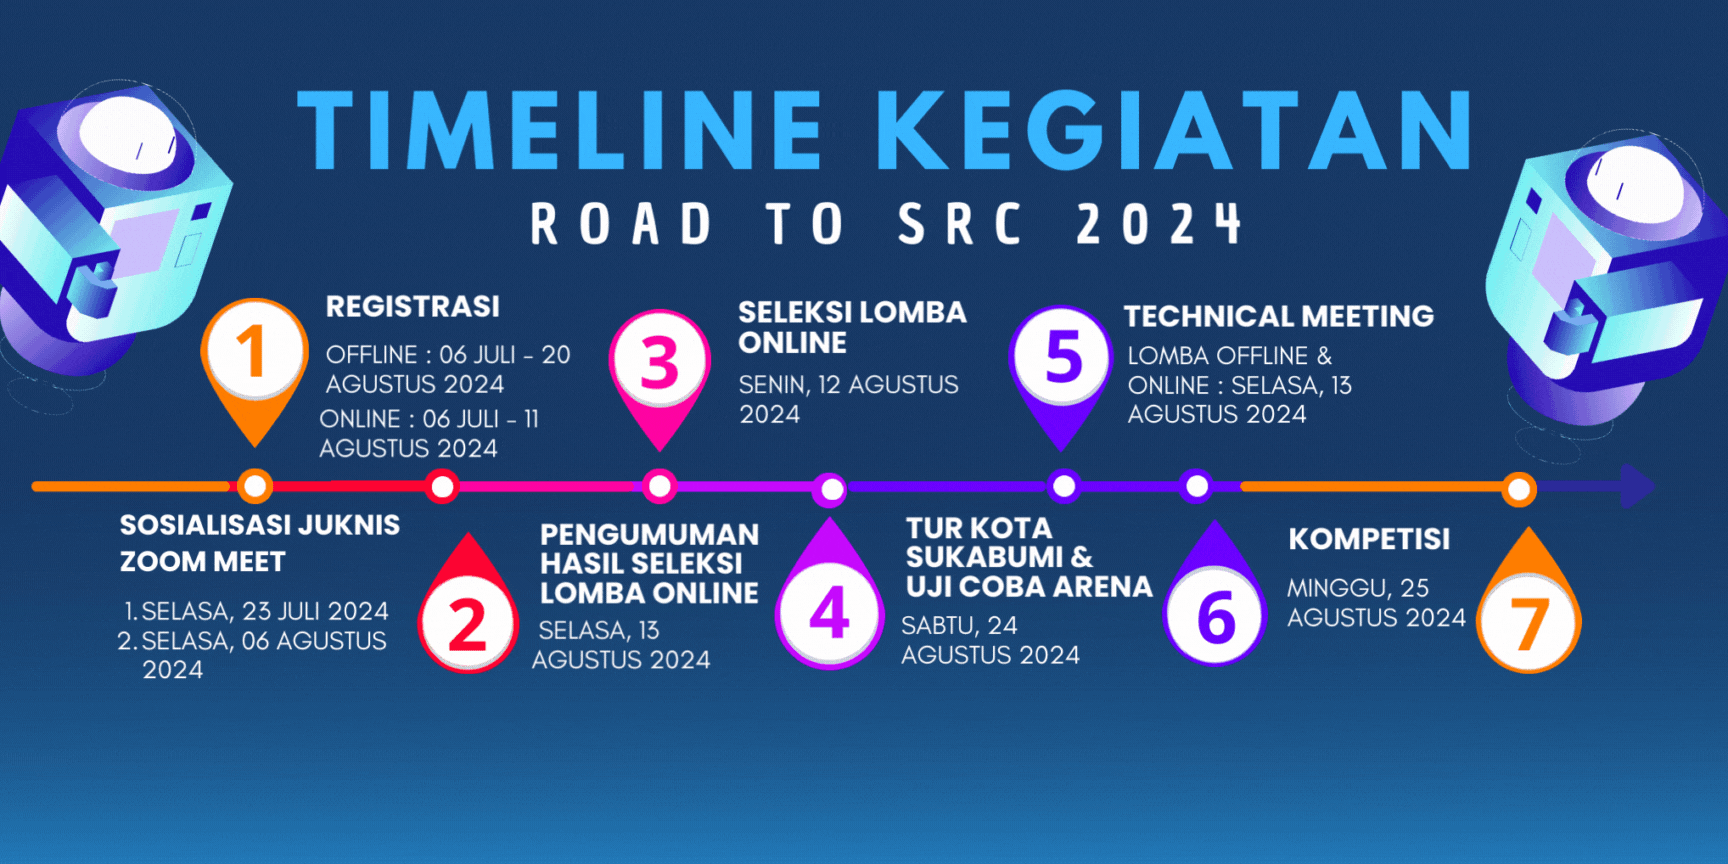 TIMELINE KEGIATAN
ROAD TO SRC 2024
1
REGISTRASI
OFFLINE : 06 JULI - 20
AGUSTUS 2024
ONLINE : 06 JULI - 11
AGUSTUS 2024
SOSIALISASI JUKNIS
ZOOM MEET
1. SELASA, 23 JULI 2024
2. SELASA, 06 AGUSTUS
2024
2
3
SELEKSI LOMBA
ONLINE
SENIN, 12 AGUSTUS
2024
PENGUMUMAN
HASIL SELEKSI
LOMBA ONLINE
SELASA, 13
AGUSTUS 2024
4
5
TECHNICAL MEETING
LOMBA OFFLINE &
ONLINE : SELASA, 13
AGUSTUS 2024
TUR KOTA
SUKABUMI &
UJI COBA ARENA
SABTU, 24
AGUSTUS 2024
6
KOMPETISI
MINGGU, 25
AGUSTUS 2024
7